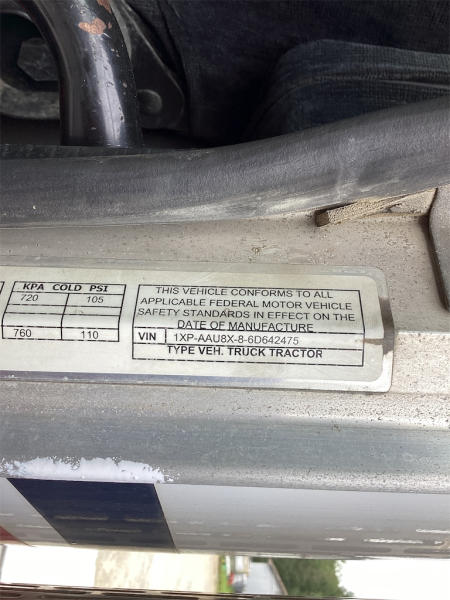 KPA COLD PSI
720 105
760 110
THIS VEHICLE CONFORMS TO ALL
APPLICABLE FEDERAL MOTOR VEHICLE
SAFETY STANDARDS IN EFFECT ON THE
DATE OF MANUFACTURE
VIN 1XP-AAU8X-8-6D642475
TYPE VEH. TRUCK TRACTOR